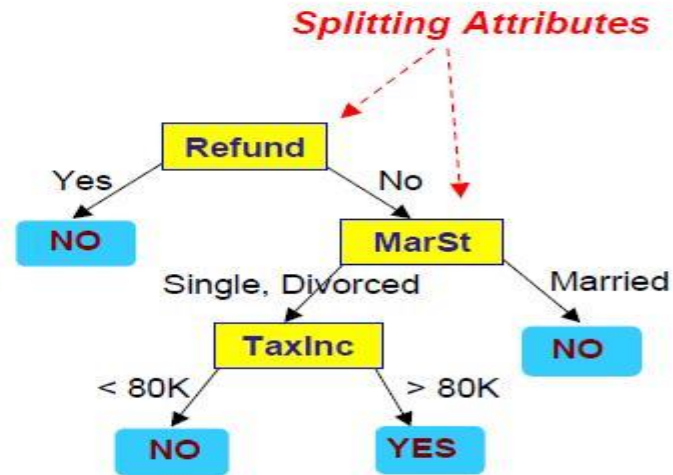 Splitting Attributes
Refund
Yes
No
NO
MarSt
Single, Divorced
Married
TaxInc
NO
< 80K
> 80K
NO
YES